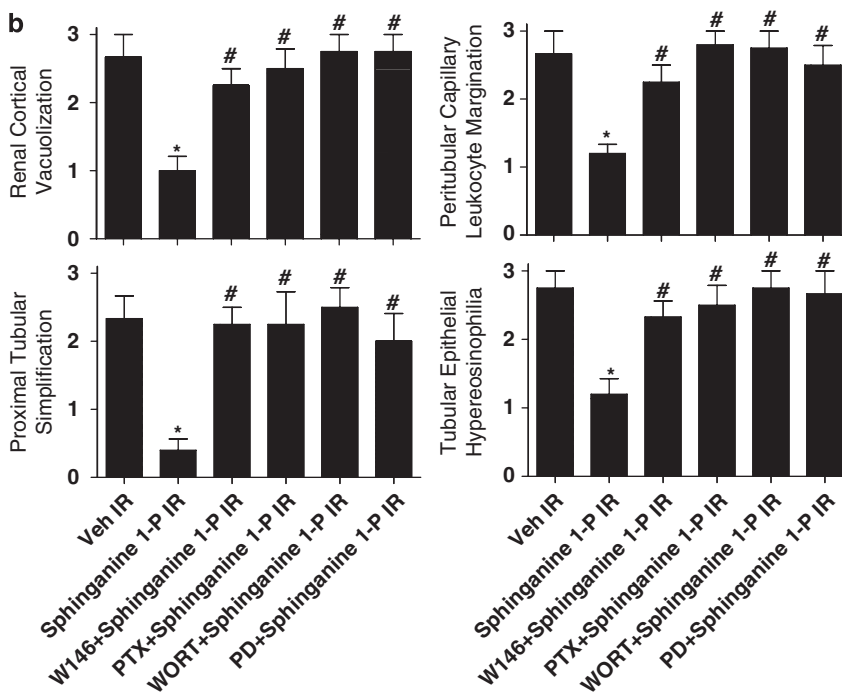 b
Renal Cortical
Vacuolization
3
2
1
0
*
#
#
#
#
Peritubular Capillary
Leukocyte Margination
3
2
1
0
*
#
#
#
#
Proximal Tubular
Simplification
3
2
1
0
*
#
#
#
#
Tubular Epithelial
Hypereosinophilia
3
2
1
0
*
#
#
#
#
Veh IR
Sphinganine 1-P IR
W146+Sphinganine 1-P IR
PTX+Sphinganine 1-P IR
WORT+Sphinganine 1-P IR
PD+Sphinganine 1-P IR
Veh IR
Sphinganine 1-P IR
W146+Sphinganine 1-P IR
PTX+Sphinganine 1-P IR
WORT+Sphinganine 1-P IR
PD+Sphinganine 1-P IR